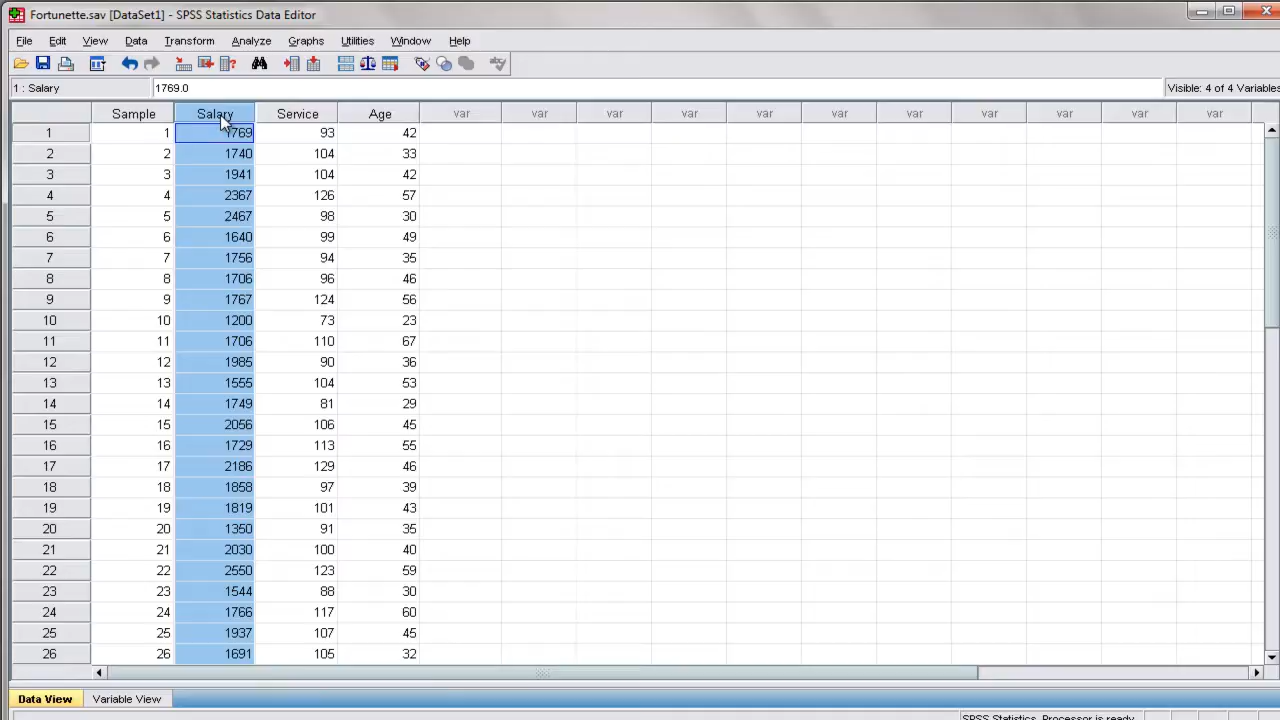 Fortunette.sav [DataSet1] - SPSS Statistics Data Editor
File Edit View Data Transform Analyze Graphs Utilities Window Help
1 : Salary 1769.0 Visible: 4 of 4 Variables
Sample Salary Service Age var var var var var var var var var var var
1 1 1769 93 42
2 2 1740 104 33
3 3 1941 104 42
4 4 2367 126 57
5 5 2467 98 30
6 6 1640 99 49
7 7 1756 94 35
8 8 1706 96 46
9 9 1767 124 56
10 10 1200 73 23
11 11 1706 110 67
12 12 1985 90 36
13 13 1555 104 53
14 14 1749 81 29
15 15 2056 106 45
16 16 1729 113 55
17 17 2186 129 46
18 18 1858 97 39
19 19 1819 101 43
20 20 1350 91 35
21 21 2030 100 40
22 22 2550 123 59
23 23 1544 88 30
24 24 1766 117 60
25 25 1937 107 45
26 26 1691 105 32
Data View Variable View
SPSS Statistics Processor is ready